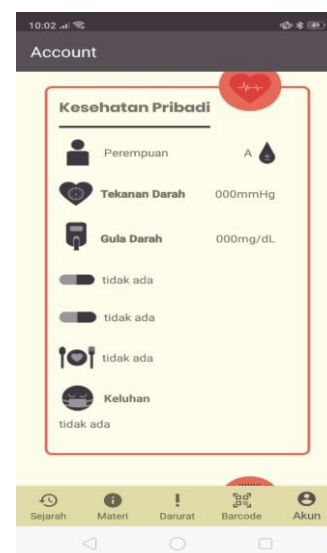 10:02
49
Account
Kesehatan Pribadi
Perempuan A
Tekanan Darah 000mmHg
Gula Darah 000mg/dL
tidak ada
tidak ada
tidak ada
Keluhan
tidak ada
Sejarah Materi Darurat Barcode Akun